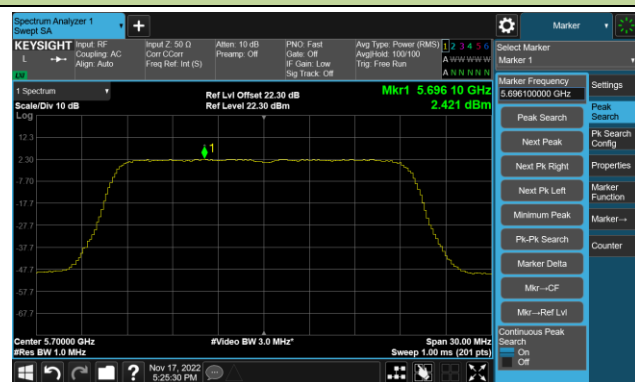 Spectrum Analyzer 1
Swept SA
Marker
KEYSIGHT
L
Input: RF
Coupling: AC
Align: Auto
Input Z: 50 Ω
Corr CCorr
Freq Ref: Int (S)
Atten: 10 dB
Preamp: Off
PNO: Fast
Gate: Off
IF Gain: Low
Sig Track: Off
Avg Type: Power (RMS)
Avg|Hold: 100/100
Trig: Free Run
1 2 3 4 5 6
A W W W W W
A N N N N N
LW
Select Marker
Marker 1
1 Spectrum
Scale/Div 10 dB
Log
Ref Lvl Offset 22.30 dB
Ref Level 22.30 dBm
Mkr1 5.696 10 GHz
2.421 dBm
12.3
2.30
-7.70
-17.7
-27.7
-37.7
-47.7
-57.7
-67.7
1
Center 5.70000 GHz
#Res BW 1.0 MHz
#Video BW 3.0 MHz*
Span 30.00 MHz
Sweep 1.00 ms (201 pts)
Marker Frequency
5.696100000 GHz
Peak Search
Next Peak
Next Pk Right
Next Pk Left
Minimum Peak
Pk-Pk Search
Marker Delta
Mkr→CF
Mkr→Ref Lvl
Continuous Peak
Search
On
Off
Settings
Peak
Search
Pk Search
Config
Properties
Marker
Function
Marker→
Counter
?
Nov 17, 2022
5:25:30 PM